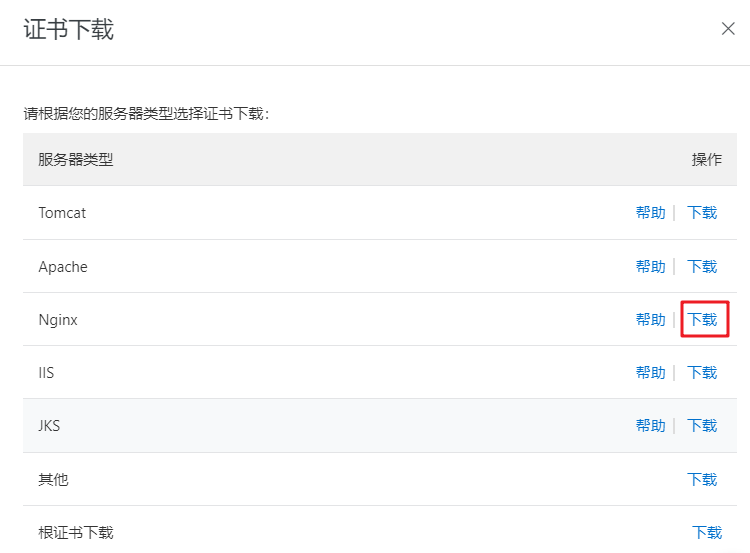 证书下载
请根据您的服务器类型选择证书下载：
服务器类型 操作
Tomcat 帮助 | 下载
Apache 帮助 | 下载
Nginx 帮助 | 下载
IIS 帮助 | 下载
JKS 帮助 | 下载
其他 下载
根证书下载 下载